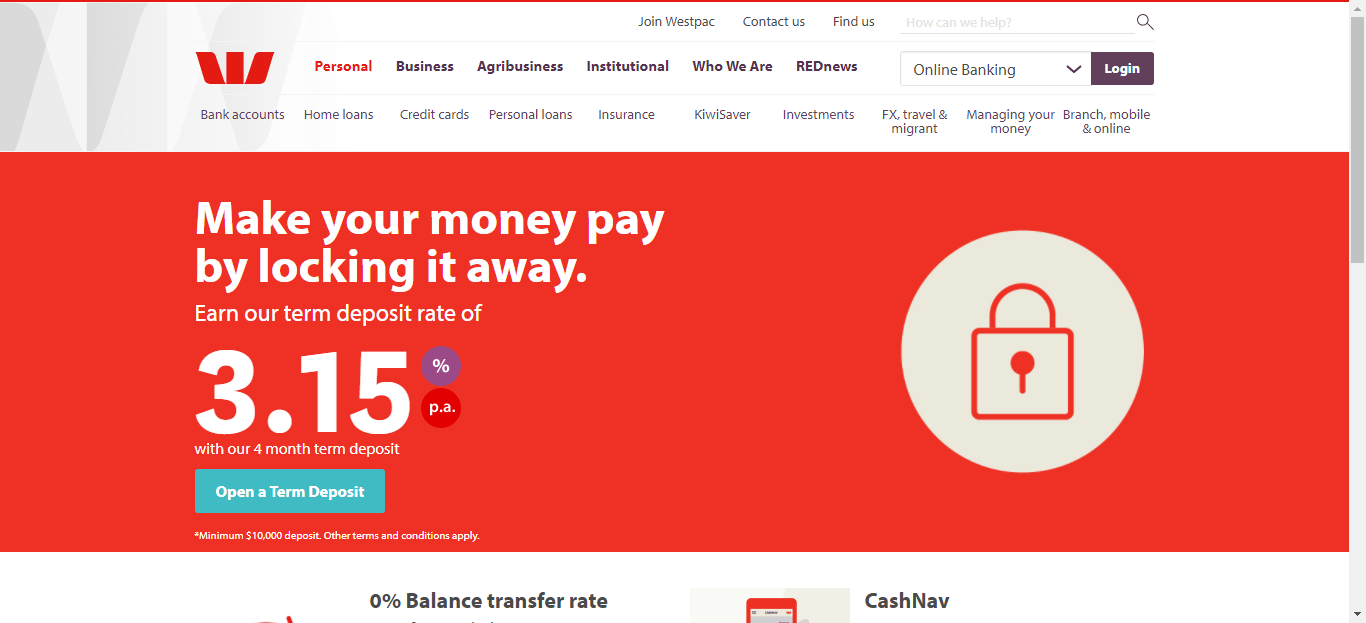 Join Westpac Contact us Find us How can we help?
Personal Business Agribusiness Institutional Who We Are REDnews Online Banking Login
Bank accounts Home loans Credit cards Personal loans Insurance KiwiSaver Investments FX, travel & migrant Managing your money Branch, mobile & online
Make your money pay
by locking it away.
Earn our term deposit rate of
3.15 % p.a.
with our 4 month term deposit
Open a Term Deposit
*Minimum $10,000 deposit. Other terms and conditions apply.
0% Balance transfer rate
CashNav